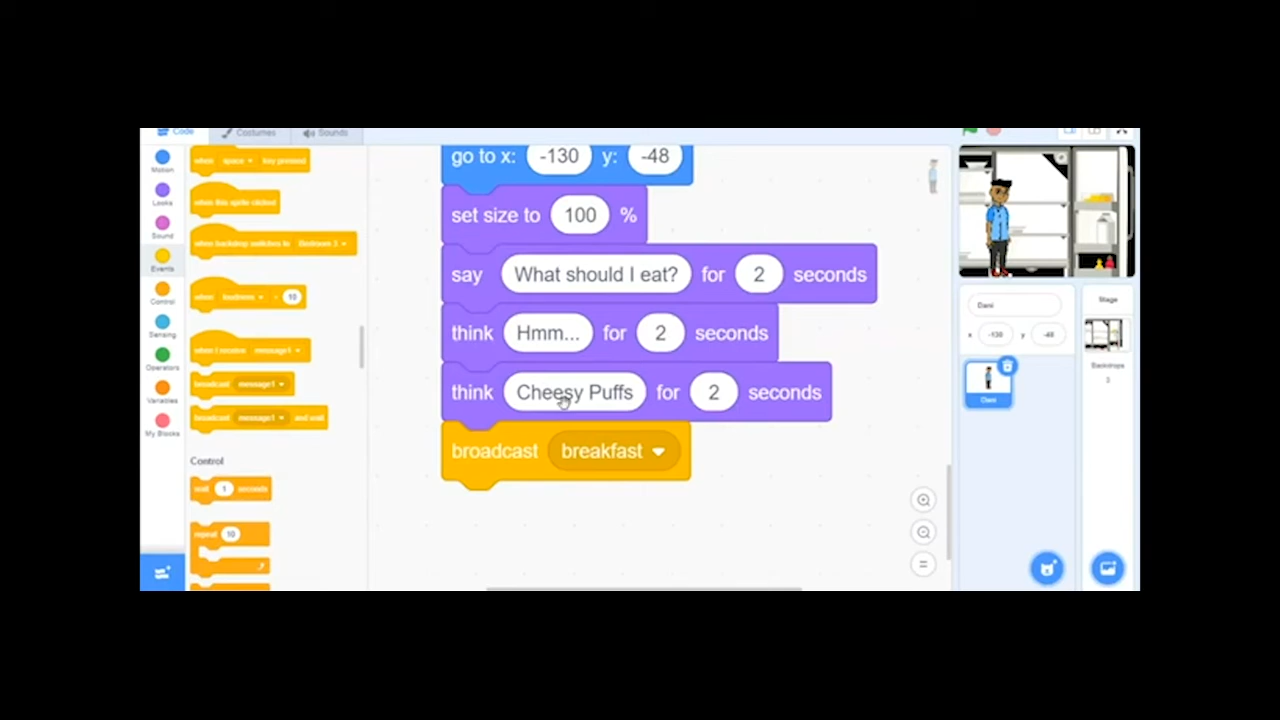 Code Costumes Sounds
Motion
Looks
Sound
Events
Control
Sensing
Operators
Variables
My Blocks
when space key pressed
when this sprite clicked
when backdrop switches to Bedroom 3
when loudness > 10
when I receive message1
broadcast message1
broadcast message1 and wait
Control
wait 1 seconds
repeat 10
go to x: -130 y: -48
set size to 100 %
say What should I eat? for 2 seconds
think Hmm... for 2 seconds
think Cheesy Puffs for 2 seconds
broadcast breakfast
=
Dani
x -130 y -48
Dani
Stage
Backdrops
3